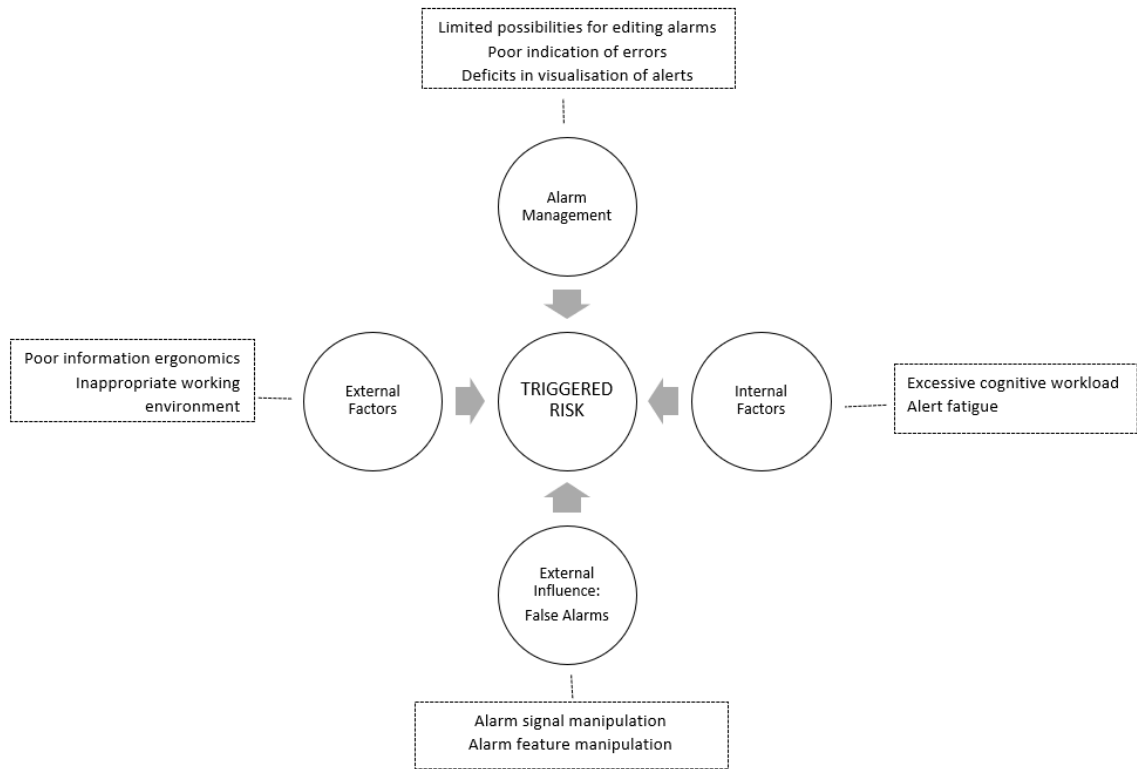 Limited possibilities for editing alarms
Poor indication of errors
Deficits in visualisation of alerts
Alarm
Management
Poor information ergonomics
Inappropriate working
environment
External
Factors
TRIGGERED
RISK
Internal
Factors
Excessive cognitive workload
Alert fatigue
External
Influence:
False Alarms
Alarm signal manipulation
Alarm feature manipulation